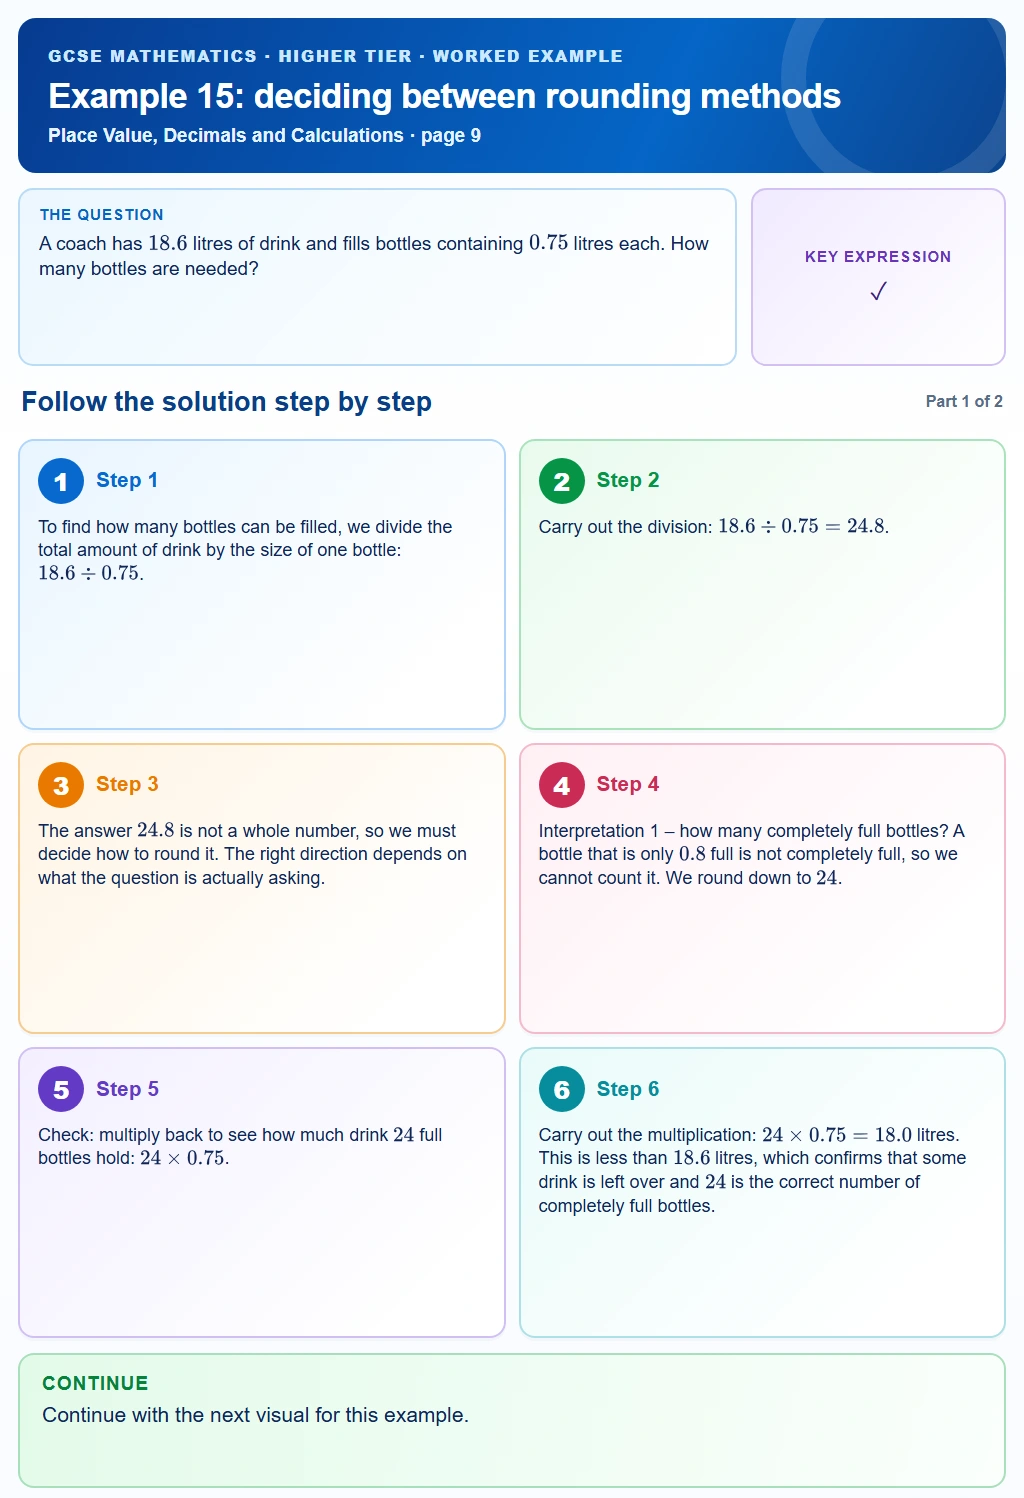 GCSE MATHEMATICS · HIGHER TIER · WORKED EXAMPLE
Example 15: deciding between rounding methods
Place Value, Decimals and Calculations · page 9
THE QUESTION
A coach has 18.6 litres of drink and fills bottles containing 0.75 litres each. How
many bottles are needed?
KEY EXPRESSION
✓
Follow the solution step by step
Part 1 of 2
1 Step 1
To find how many bottles can be filled, we divide the
total amount of drink by the size of one bottle:
18.6 ÷ 0.75.
2 Step 2
Carry out the division: 18.6 ÷ 0.75 = 24.8.
3 Step 3
The answer 24.8 is not a whole number, so we must
decide how to round it. The right direction depends on
what the question is actually asking.
4 Step 4
Interpretation 1 – how many completely full bottles? A
bottle that is only 0.8 full is not completely full, so we
cannot count it. We round down to 24.
5 Step 5
Check: multiply back to see how much drink 24 full
bottles hold: 24 × 0.75.
6 Step 6
Carry out the multiplication: 24 × 0.75 = 18.0 litres.
This is less than 18.6 litres, which confirms that some
drink is left over and 24 is the correct number of
completely full bottles.
CONTINUE
Continue with the next visual for this example.